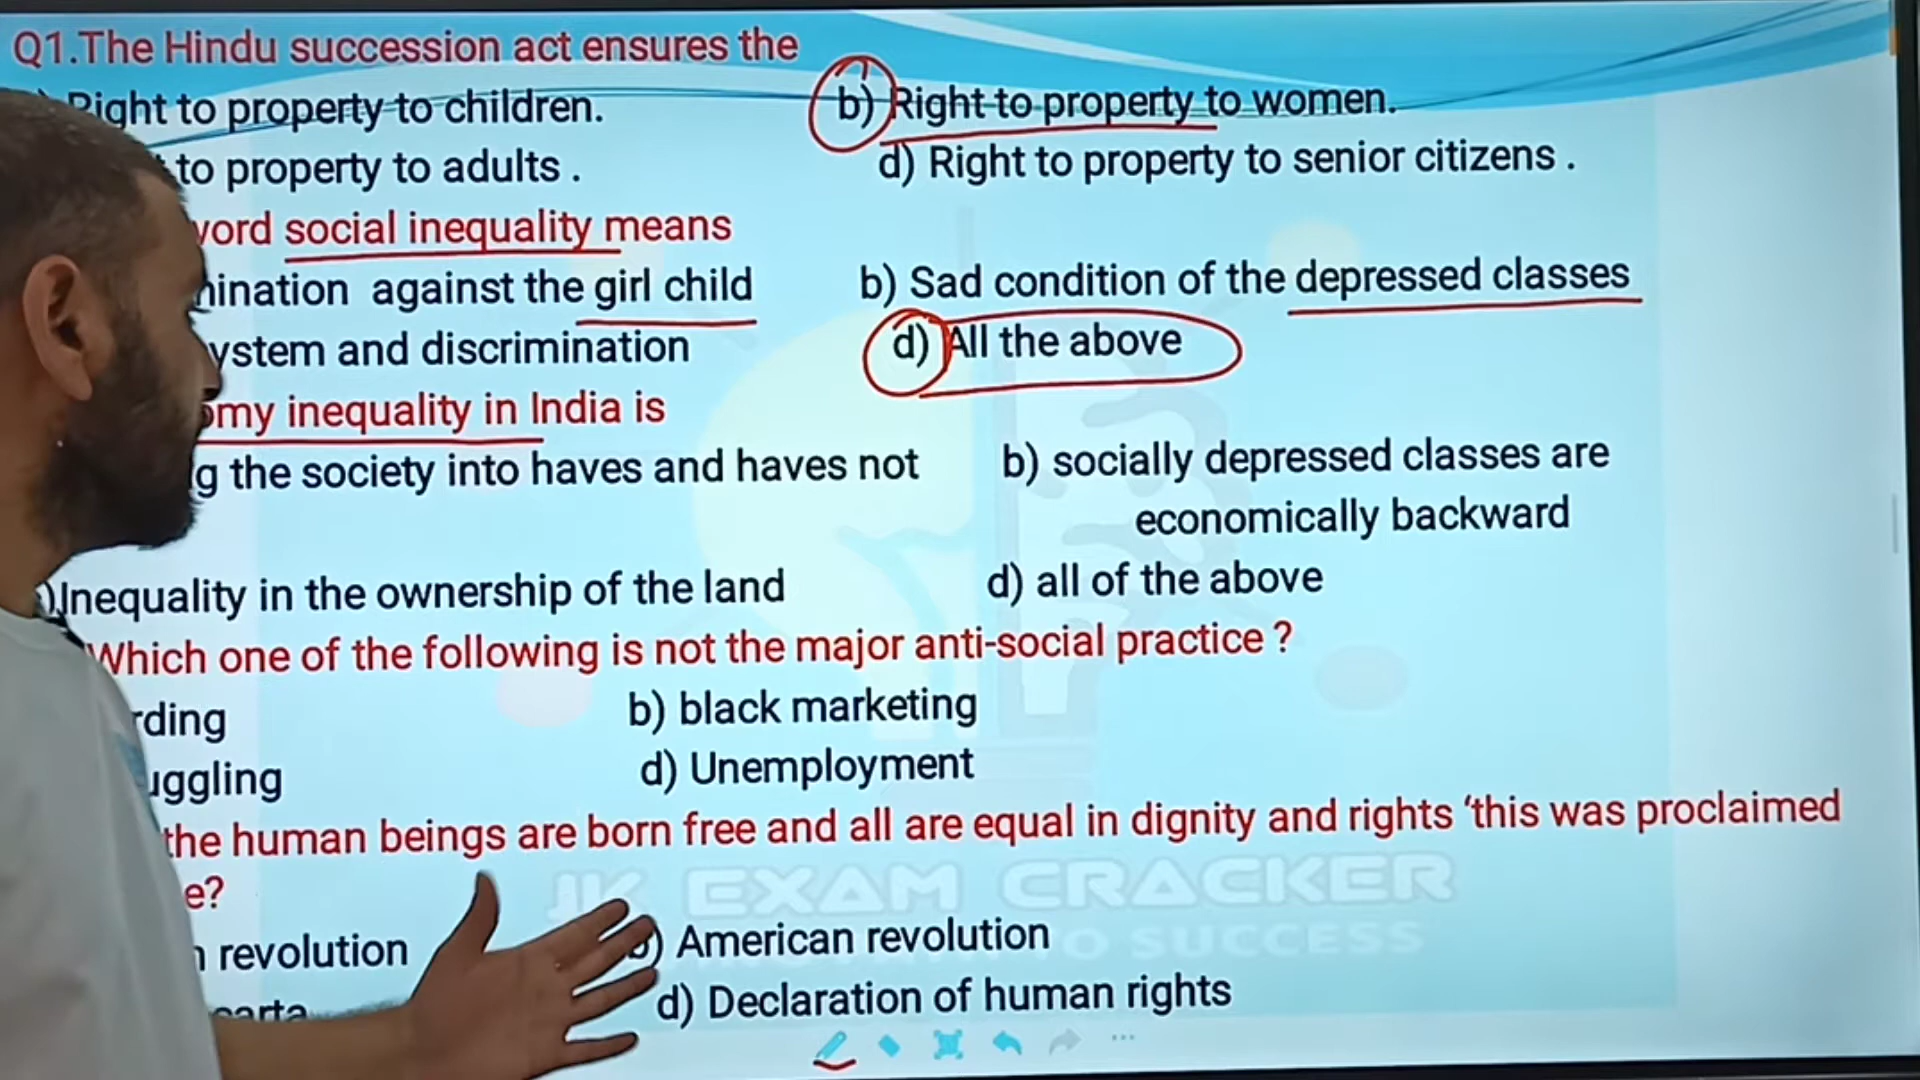 Q1.The Hindu succession act ensures the
Right to property to children. b) Right to property to women.
to property to adults . d) Right to property to senior citizens .
word social inequality means
against the girl child b) Sad condition of the depressed classes
and discrimination d) All the above
inequality in India is
the society into haves and haves not b) socially depressed classes are
economically backward
Inequality in the ownership of the land d) all of the above
Which one of the following is not the major anti-social practice ?
b) black marketing
d) Unemployment
the human beings are born free and all are equal in dignity and rights ‘this was proclaimed
revolution b) American revolution
d) Declaration of human rights
JK EXAM CRACKER
TO SUCCESS